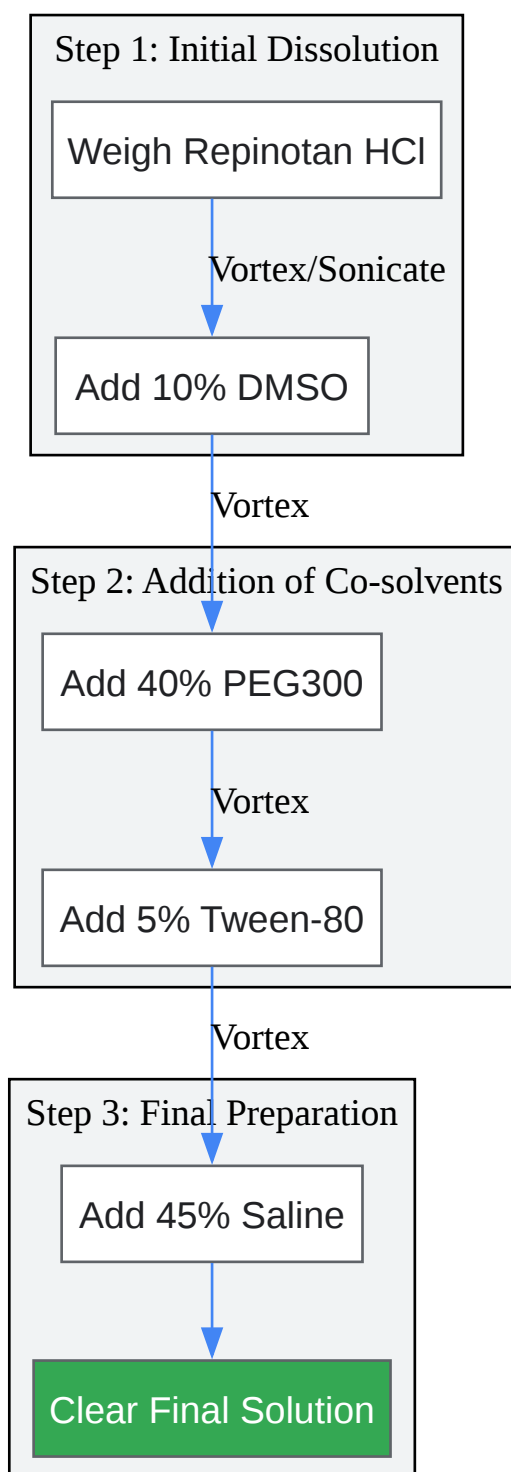 Step 1: Initial Dissolution
Weigh Repinotan HCl
Vortex/Sonicate
Add 10% DMSO
Vortex
Step 2: Addition of Co-solvents
Add 40% PEG300
Vortex
Add 5% Tween-80
Vortex
Step 3: Final Preparation
Add 45% Saline
Clear Final Solution